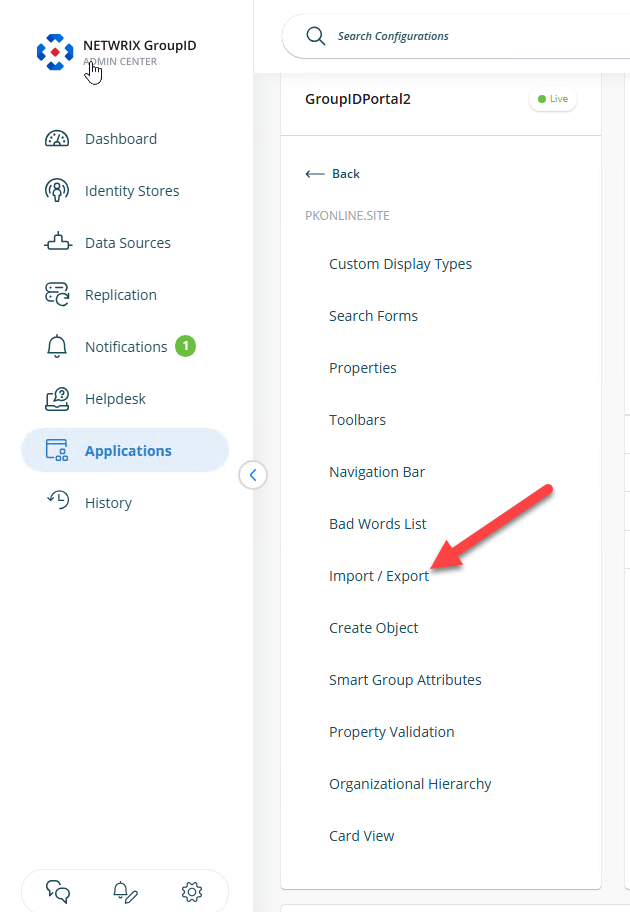 NETWRIX GroupID
ADMIN CENTER
Dashboard
Identity Stores
Data Sources
Replication
Notifications 1
Helpdesk
Applications
History
Search Configurations
GroupIDPortal2
Live
Back
PKONLINE.SITE
Custom Display Types
Search Forms
Properties
Toolbars
Navigation Bar
Bad Words List
Import / Export
Create Object
Smart Group Attributes
Property Validation
Organizational Hierarchy
Card View